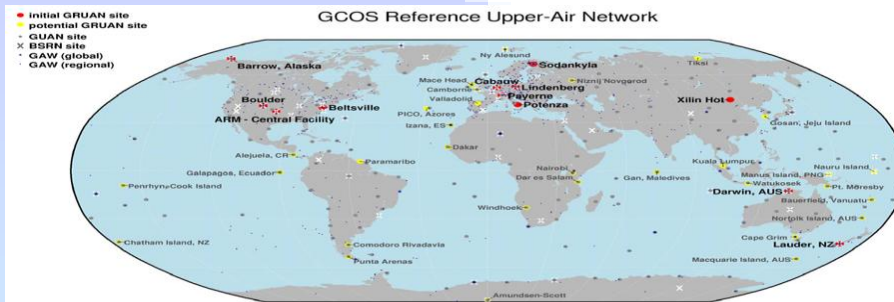 GCOS Reference Upper-Air Network
initial GRUAN site
potential GRUAN site
GUAN site
BSRN site
GAW (global)
GAW (regional)
Ny Alesund
Sodankyla
Tiksi
Barrow, Alaska
Mace Head
Cabauw
Niznij Novgorod
Camborne
Lindenberg
Boulder
Payerne
Valladolid
Beltsville
Potenza
Xilin Hot
PICO, Azores
ARM - Central Facility
Izana, ES
Gosan, Jeju Island
Dakar
Alejuela, CR
Paramaribo
Kuala Lumpur
Nairobi
Nauru Island
Galapagos, Ecuador
Dar es Salam
Gan, Maledives
Manus Island, PNG
Watukosek
Penrhyn, Cook Island
Pt. Moresby
Darwin, AUS
Bauerfield, Vanuatu
Windhoek
Norfolk Island, AUS
Cape Grim
Chatham Island, NZ
Comodoro Rivadavia
Lauder, NZ
Punta Arenas
Macquarie Island, AUS
Amundsen-Scott